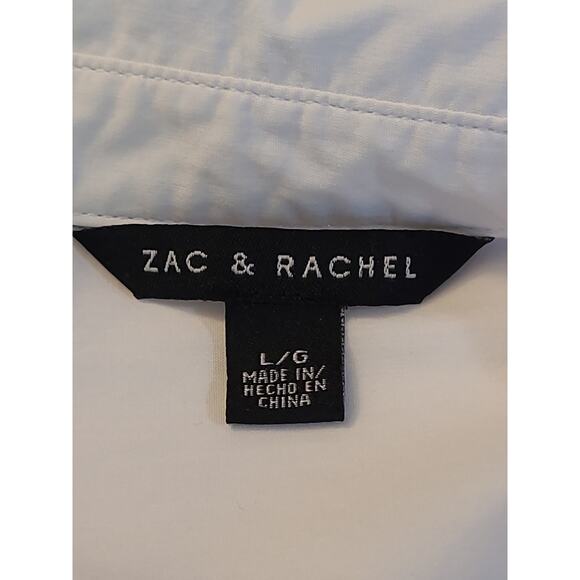 ZAC & RACHEL
L/G
MADE IN/
HECHO EN
CHINA